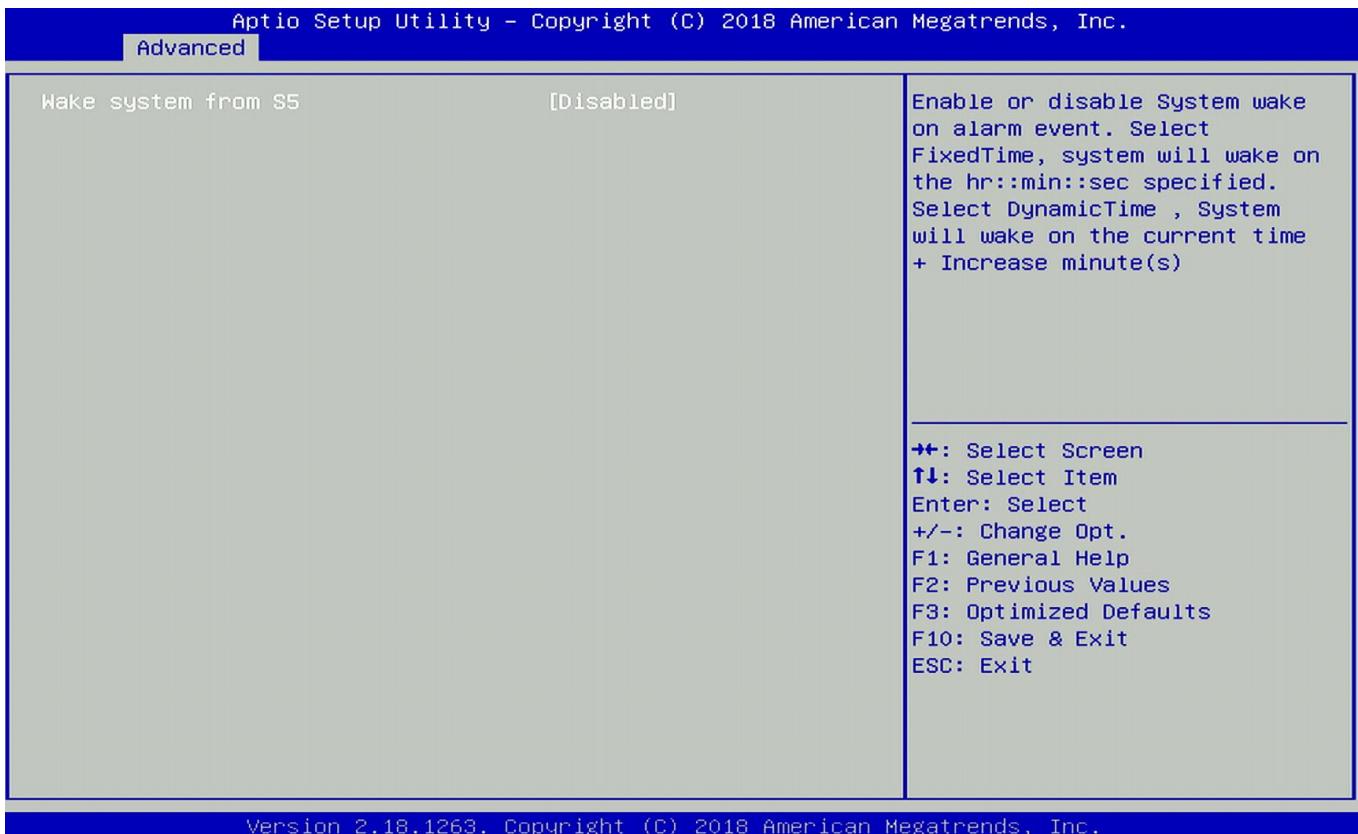 Aptio Setup Utility – Copyright (C) 2018 American Megatrends, Inc.
Advanced
Wake system from S5 [Disabled]
Enable or disable System wake
on alarm event. Select
FixedTime, system will wake on
the hr::min::sec specified.
Select DynamicTime , System
will wake on the current time
+ Increase minute(s)
→←: Select Screen
↑↓: Select Item
Enter: Select
+/-: Change Opt.
F1: General Help
F2: Previous Values
F3: Optimized Defaults
F10: Save & Exit
ESC: Exit
Version 2.18.1263. Copyright (C) 2018 American Megatrends, Inc.